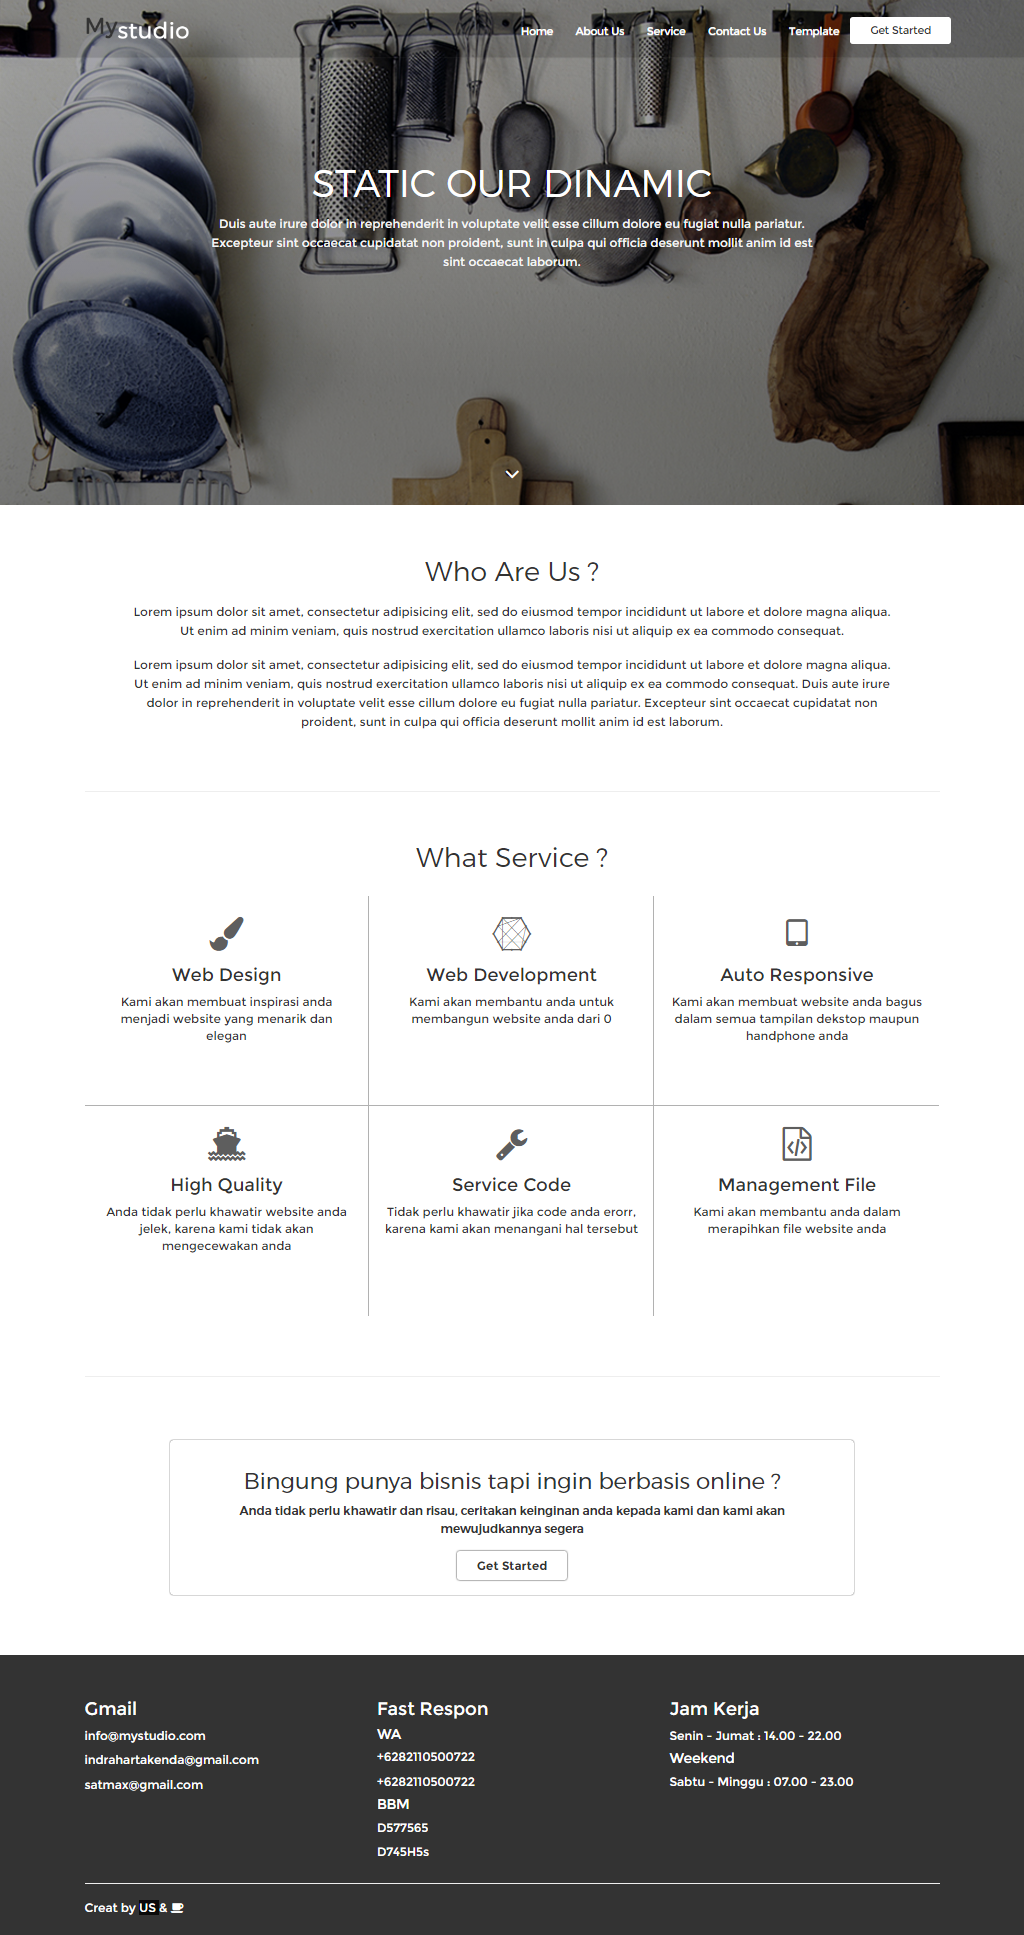 Mystudio
Home About Us Service Contact Us Template Get Started
STATIC OUR DINAMIC
Duis aute irure dolor in reprehenderit in voluptate velit esse cillum dolore eu fugiat nulla pariatur.
Excepteur sint occaecat cupidatat non proident, sunt in culpa qui officia deserunt mollit anim id est
sint occaecat laborum.
Who Are Us ?
Lorem ipsum dolor sit amet, consectetur adipisicing elit, sed do eiusmod tempor incididunt ut labore et dolore magna aliqua.
Ut enim ad minim veniam, quis nostrud exercitation ullamco laboris nisi ut aliquip ex ea commodo consequat.
Lorem ipsum dolor sit amet, consectetur adipisicing elit, sed do eiusmod tempor incididunt ut labore et dolore magna aliqua.
Ut enim ad minim veniam, quis nostrud exercitation ullamco laboris nisi ut aliquip ex ea commodo consequat. Duis aute irure
dolor in reprehenderit in voluptate velit esse cillum dolore eu fugiat nulla pariatur. Excepteur sint occaecat cupidatat non
proident, sunt in culpa qui officia deserunt mollit anim id est laborum.
What Service ?
Web Design
Kami akan membuat inspirasi anda
menjadi website yang menarik dan
elegan
Web Development
Kami akan membantu anda untuk
membangun website anda dari 0
Auto Responsive
Kami akan membuat website anda bagus
dalam semua tampilan dekstop maupun
handphone anda
High Quality
Anda tidak perlu khawatir website anda
jelek, karena kami tidak akan
mengecewakan anda
Service Code
Tidak perlu khawatir jika code anda erorr,
karena kami akan menangani hal tersebut
Management File
Kami akan membantu anda dalam
merapihkan file website anda
Bingung punya bisnis tapi ingin berbasis online ?
Anda tidak perlu khawatir dan risau, ceritakan keinginan anda kepada kami dan kami akan
mewujudkannya segera
Get Started
Gmail
info@mystudio.com
indrahartakenda@gmail.com
satmax@gmail.com
Fast Respon
WA
+6282110500722
+6282110500722
BBM
D577565
D745H5s
Jam Kerja
Senin - Jumat : 14.00 - 22.00
Weekend
Sabtu - Minggu : 07.00 - 23.00
Creat by US &